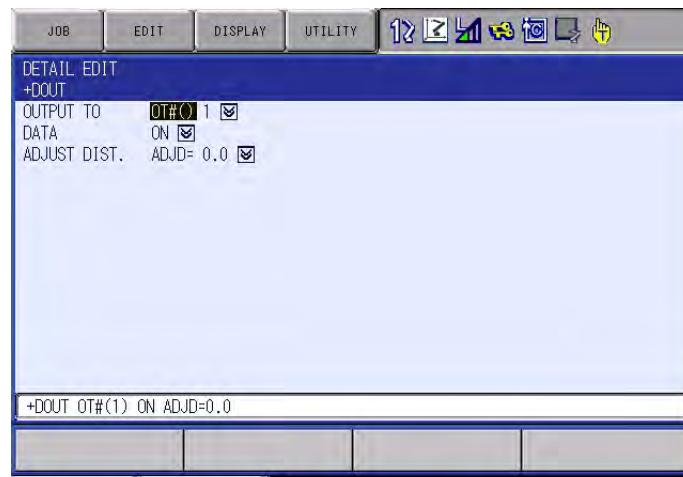 JOB EDIT DISPLAY UTILITY
DETAIL EDIT
+DOUT
OUTPUT TO OT#() 1
DATA ON
ADJUST DIST. ADJD= 0.0
+DOUT OT#(1) ON ADJD=0.0